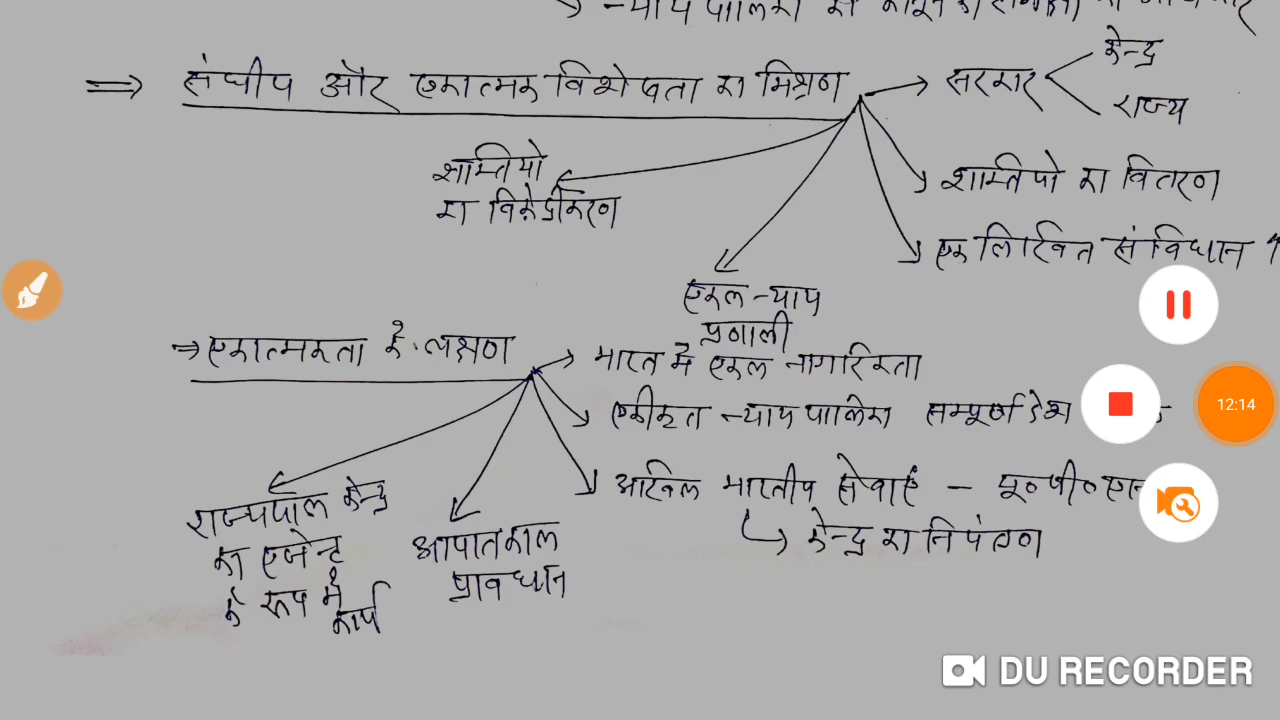 न्यायपालिका
⇒ संघीय और एकात्मक विशेषता का मिश्रण → सरकार
केन्द्र
राज्य
शक्तियो
का विकेंद्रीकरण
शक्तियो का वितरण
एक लिखित संविधान
एकल न्याय
प्रणाली
⇒ एकात्मकता के लक्षण
भारत में एकल नागरिकता
एकीकृत न्यायपालिका सम्पूर्ण देश
अखिल भारतीय सेवाएं -
केन्द्र का नियंत्रण
राज्यपाल केन्द्र
का एजेन्ट
के रूप में
कार्य
आपातकाल
प्रावधान
12:14
DU RECORDER